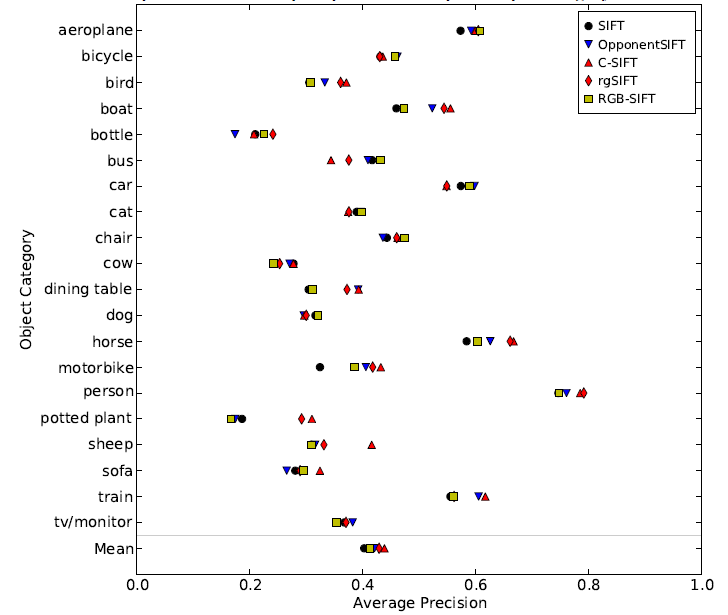 aeroplane
bicycle
bird
boat
bottle
bus
car
cat
chair
cow
dining table
dog
horse
motorbike
person
potted plant
sheep
sofa
train
tv/monitor
Mean
Object Category
SIFT
OpponentSIFT
C-SIFT
rgSIFT
RGB-SIFT
0.0 0.2 0.4 0.6 0.8 1.0
Average Precision